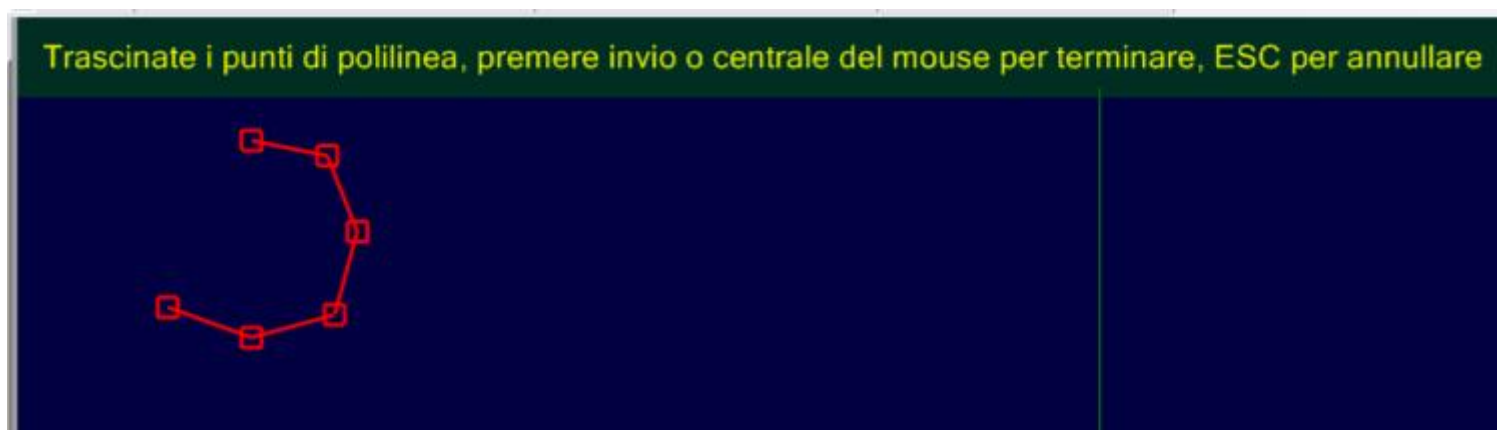 Trascinate i punti di polilinea, premere invio o centrale del mouse per terminare, ESC per annullare